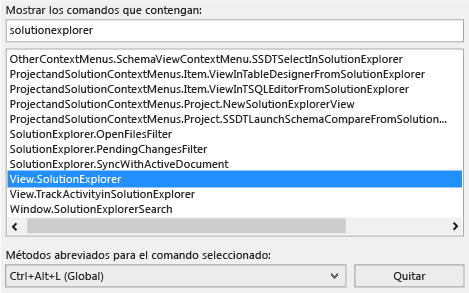 Mostrar los comandos que contengan:
solutionexplorer
OtherContextMenus.SchemaViewContextMenu.SSDTSelectInSolutionExplorer
ProjectandSolutionContextMenus.Item.ViewInTableDesignerFromSolutionExplorer
ProjectandSolutionContextMenus.Item.ViewInTSQLEditorFromSolutionExplorer
ProjectandSolutionContextMenus.Project.NewSolutionExplorerView
ProjectandSolutionContextMenus.Project.SSDTLaunchSchemaCompareFromSolution...
SolutionExplorer.OpenFilesFilter
SolutionExplorer.PendingChangesFilter
SolutionExplorer.SyncWithActiveDocument
View.SolutionExplorer
View.TrackActivityinSolutionExplorer
Window.SolutionExplorerSearch
Métodos abreviados para el comando seleccionado:
Ctrl+Alt+L (Global) Quitar